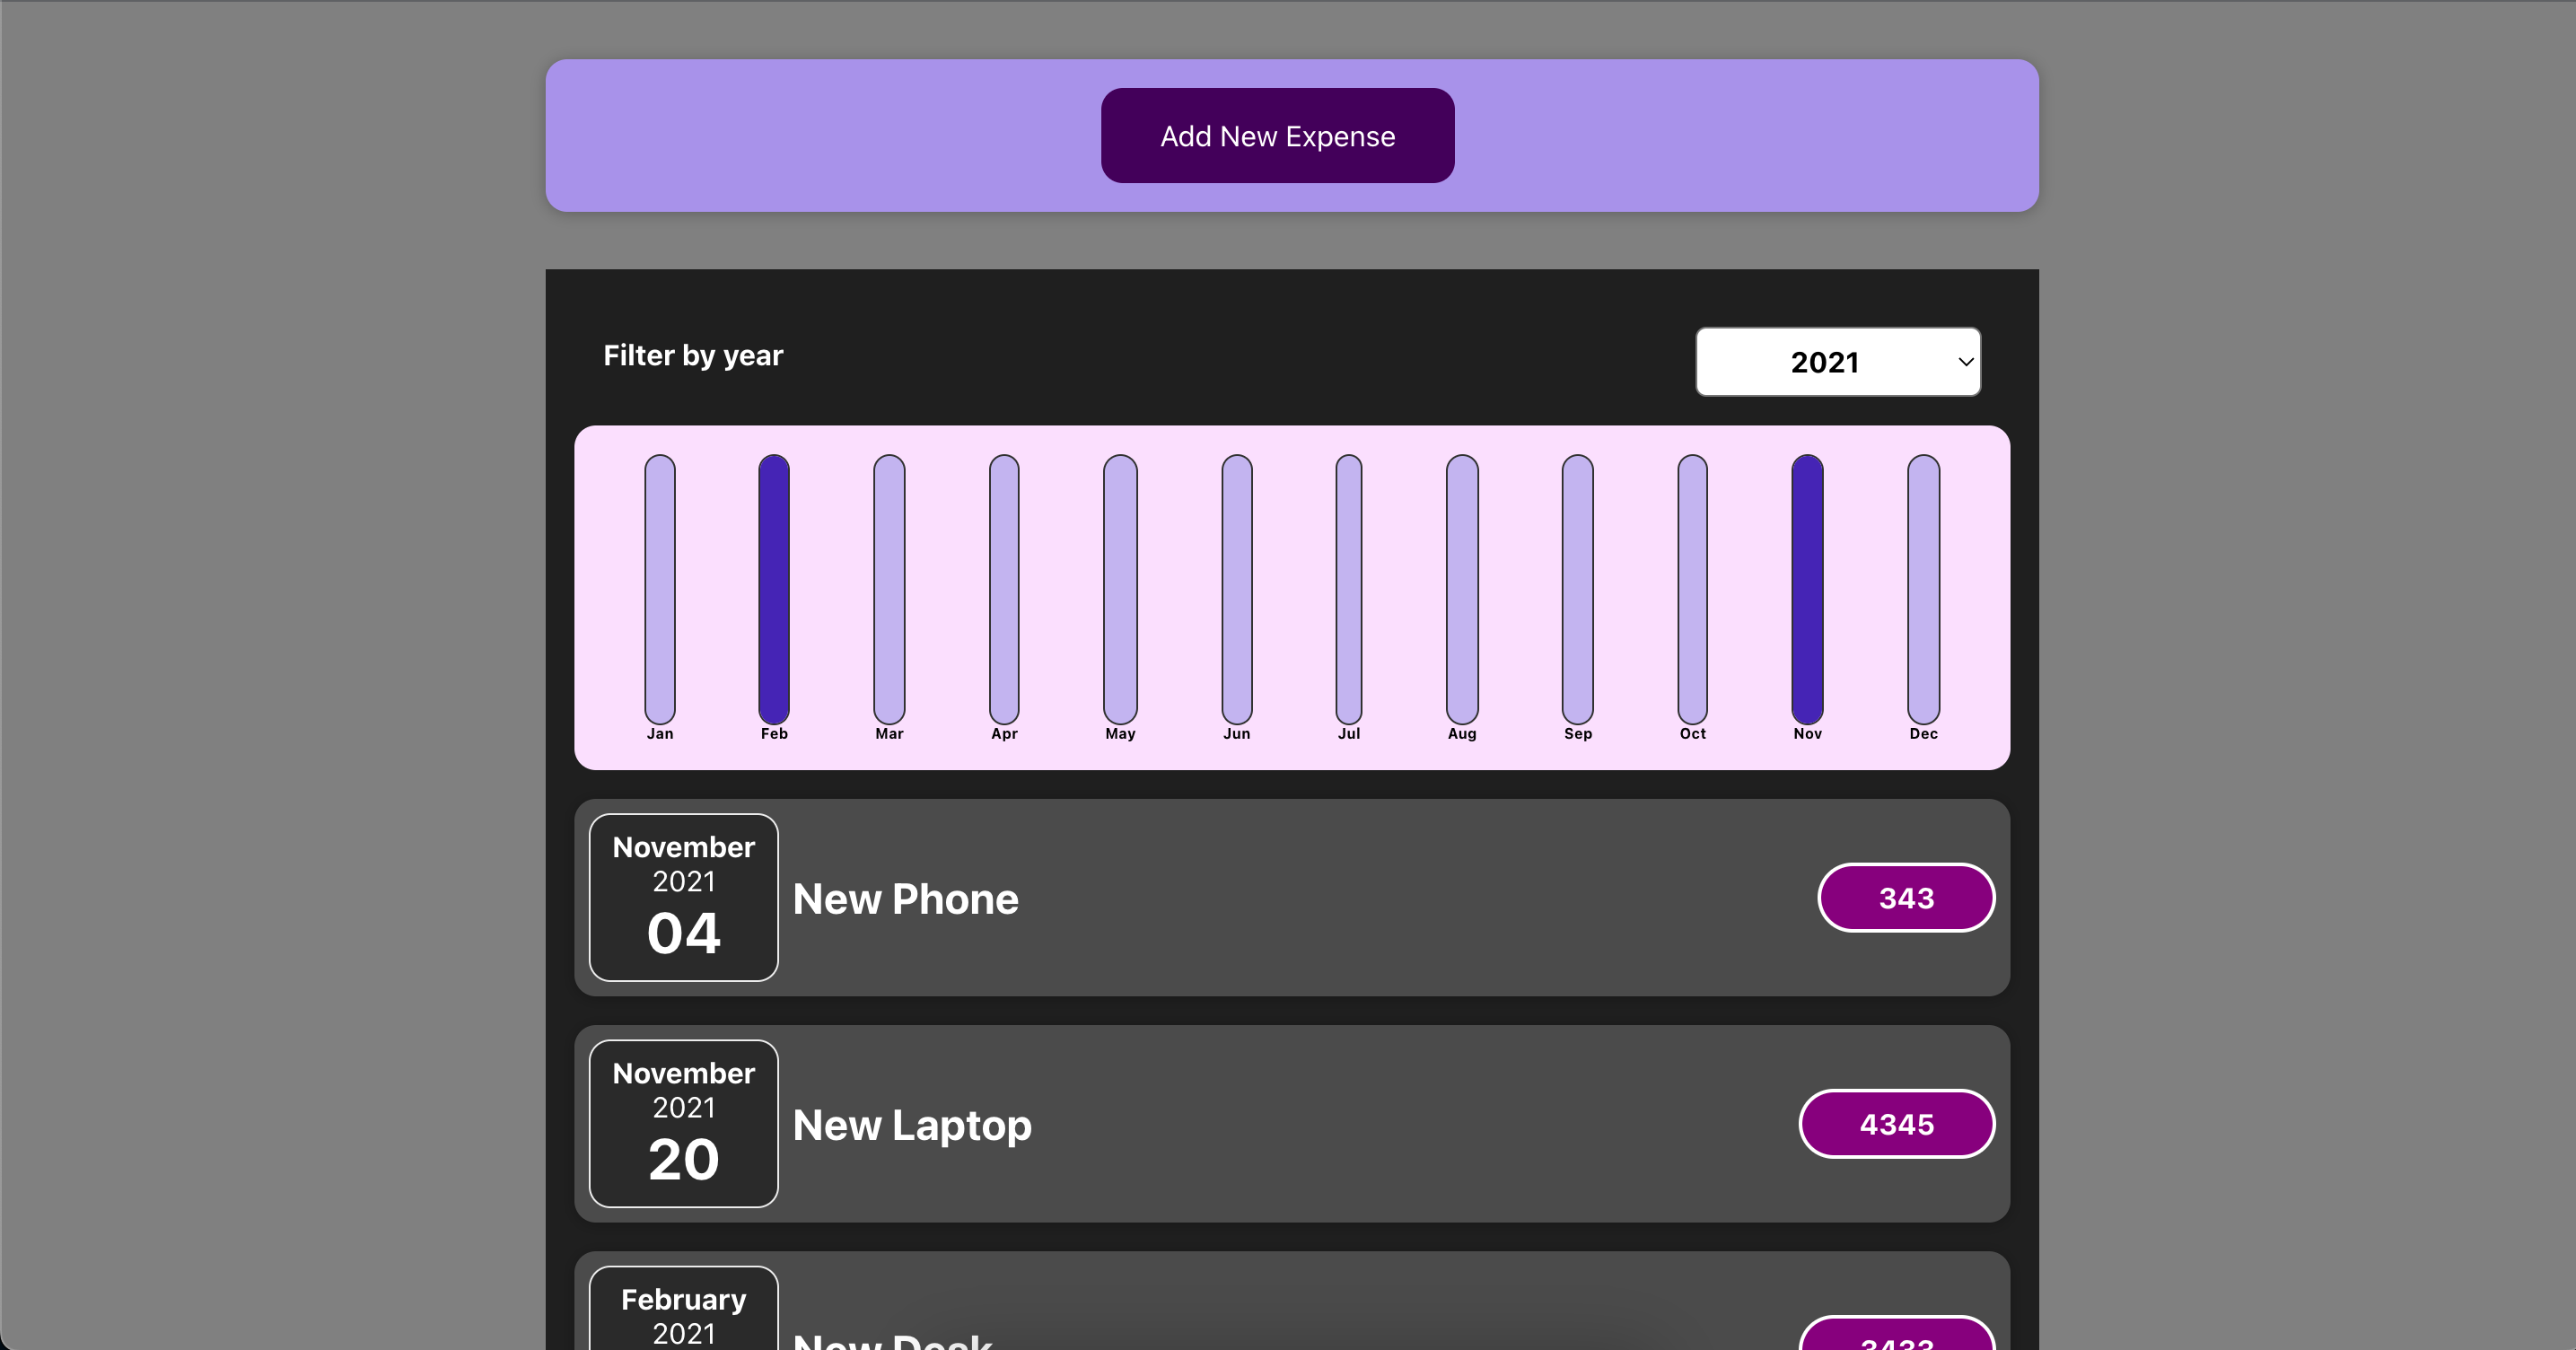 Add New Expense
Filter by year
2021
Jan Feb Mar Apr May Jun Jul Aug Sep Oct Nov Dec
November
2021
04
New Phone
343
November
2021
20
New Laptop
4345
February
2021
New Desk
3433